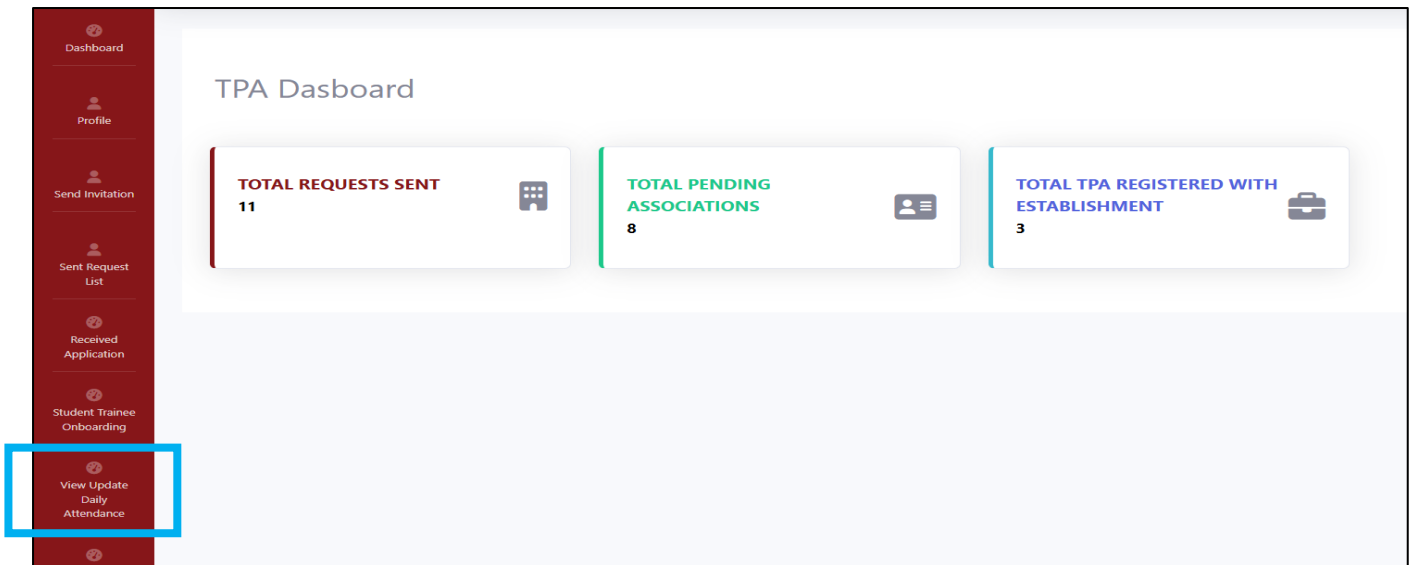 Dashboard
Profile
Send Invitation
Sent Request
List
Received
Application
Student Trainee
Onboarding
View Update
Daily
Attendance
TPA Dasboard
TOTAL REQUESTS SENT
11
TOTAL PENDING
ASSOCIATIONS
8
TOTAL TPA REGISTERED WITH
ESTABLISHMENT
3